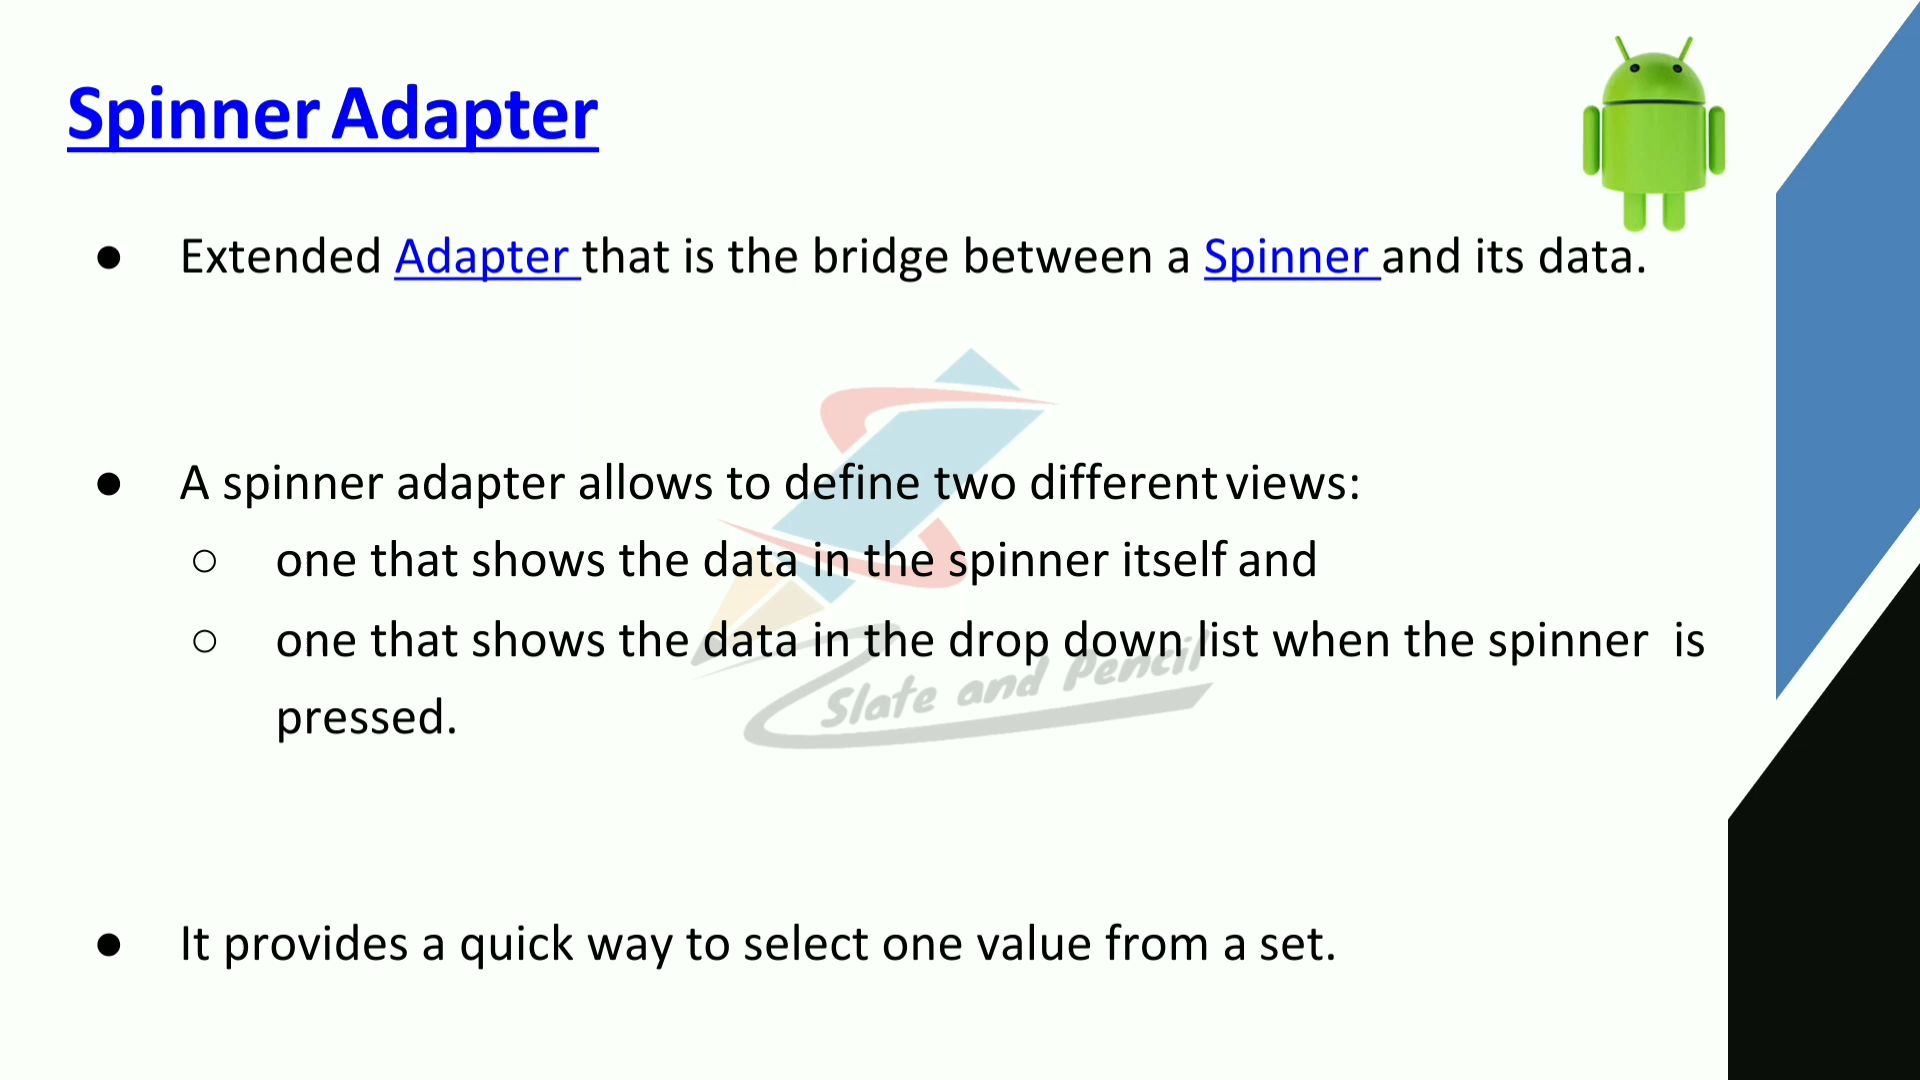 Spinner Adapter
● Extended Adapter that is the bridge between a Spinner and its data.
● A spinner adapter allows to define two different views:
○ one that shows the data in the spinner itself and
○ one that shows the data in the drop down list when the spinner is
pressed.
Slate and Pencil
● It provides a quick way to select one value from a set.